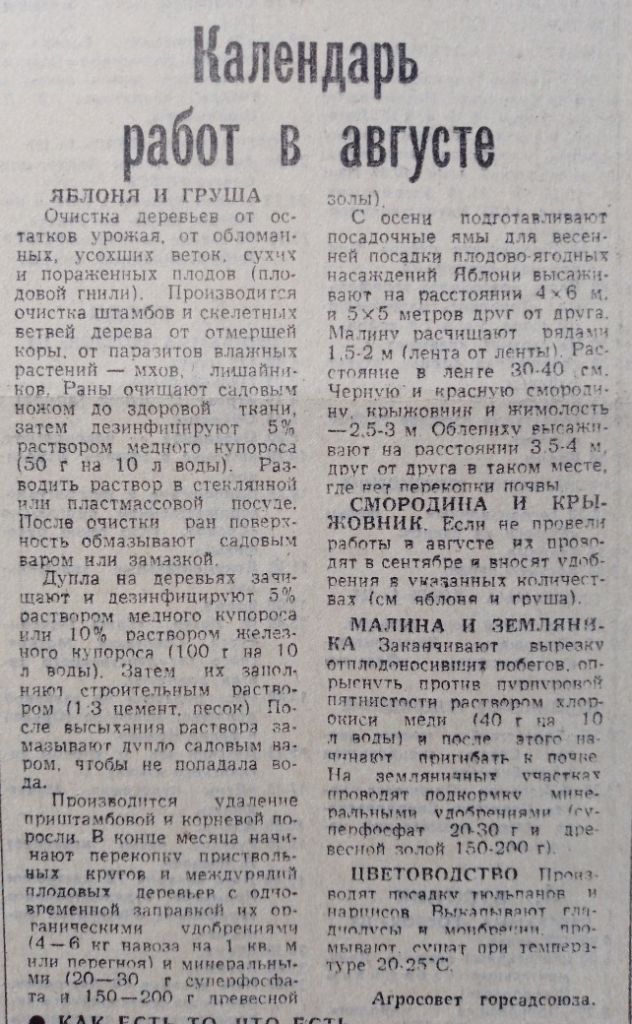 Календарь
работ в августе
ЯБЛОНЯ И ГРУША
Очистка деревьев от ос-
татков урожая, от обломан-
ных, усохших веток, сухих
и пораженных плодов (пло-
довой гнили). Производится
очистка штамбов и скелетных
ветвей дерева от отмершей
коры, от паразитов влажных
растений — мхов, лишайни-
ков. Раны очищают садовым
ножом до здоровой ткани,
затем дезинфицируют 5%
раствором медного купороса
(50 г на 10 л воды). Раз-
водить раствор в стеклянной
или пластмассовой посуде.
После очистки ран поверх-
ность обмазывают садовым
варом или замазкой.
Дупла на деревьях зачи-
щают и дезинфицируют 5%
раствором медного купороса
или 10% раствором желез-
ного купороса (100 г на 10
л воды). Затем их запол-
няют строительным раство-
ром (1:3 цемент, песок) По-
сле высыхания раствора за-
мазывают дупло садовым ва-
ром, чтобы не попадала во-
да.
Производится удаление
приштамбовой и корневой по-
росли. В конце месяца начи-
нают перекопку приствoль-
ных кругов и междурядий
плодовых деревьев с одно-
временной заправкой их ор-
ганическими удобрениями
(4—6 кг навоза на 1 кв. м
или перегноя) и минеральны-
ми (20—30 г суперфосфа-
та и 150—200 г древесной
золы).
С осени подготавливают
посадочные ямы для весен-
ней посадки плодово-ягодных
насаждений Яблони высажи-
вают на расстоянии 4×6 м.
и 5×5 метров друг от друга.
Малину расчищают рядами
1,5-2 м (лента от ленты). Рас-
стояние в ленге 30-40 см.
Черную и красную смороди-
ну, крыжовник и жимолость
—2,5-3 м. Облепиху высажи-
вают на расстоянии 3,5-4 м,
друг от друга в таком месте,
где нет перекопки почвы.
СМОРОДИНА И КРЫ-
ЖОВНИК. Если не провели
работы в августе их прово-
дят в сентябре и вносят удоб-
рения в указанных количест-
вах (см яблоня и груша).
МАЛИНА И ЗЕМЛЯНИ-
КА Заканчивают вырезку
отплодоносивших побегов, оп-
рыснуть против пурпуровой
пятнистости раствором хлор-
окиси меди (40 г на 10
л воды) и после этого на-
чинают пригибать к почке
На земляничных участках
проводят подкормку мине-
ральными удобрениями (су-
перфосфат 20-30 г и дре-
весной золой 150-200 г).
ЦВЕТОВОДСТВО Произ-
водят посадку тюльпанов и
нарцисов Выкапывают гла-
диолусы и монбреции, про-
мывают, сушат при темпера-
туре 20-25°С.
Агросовет горсадсоюза.
● КАК ЕСТЬ ТО, ЧТО ЕСТЬ